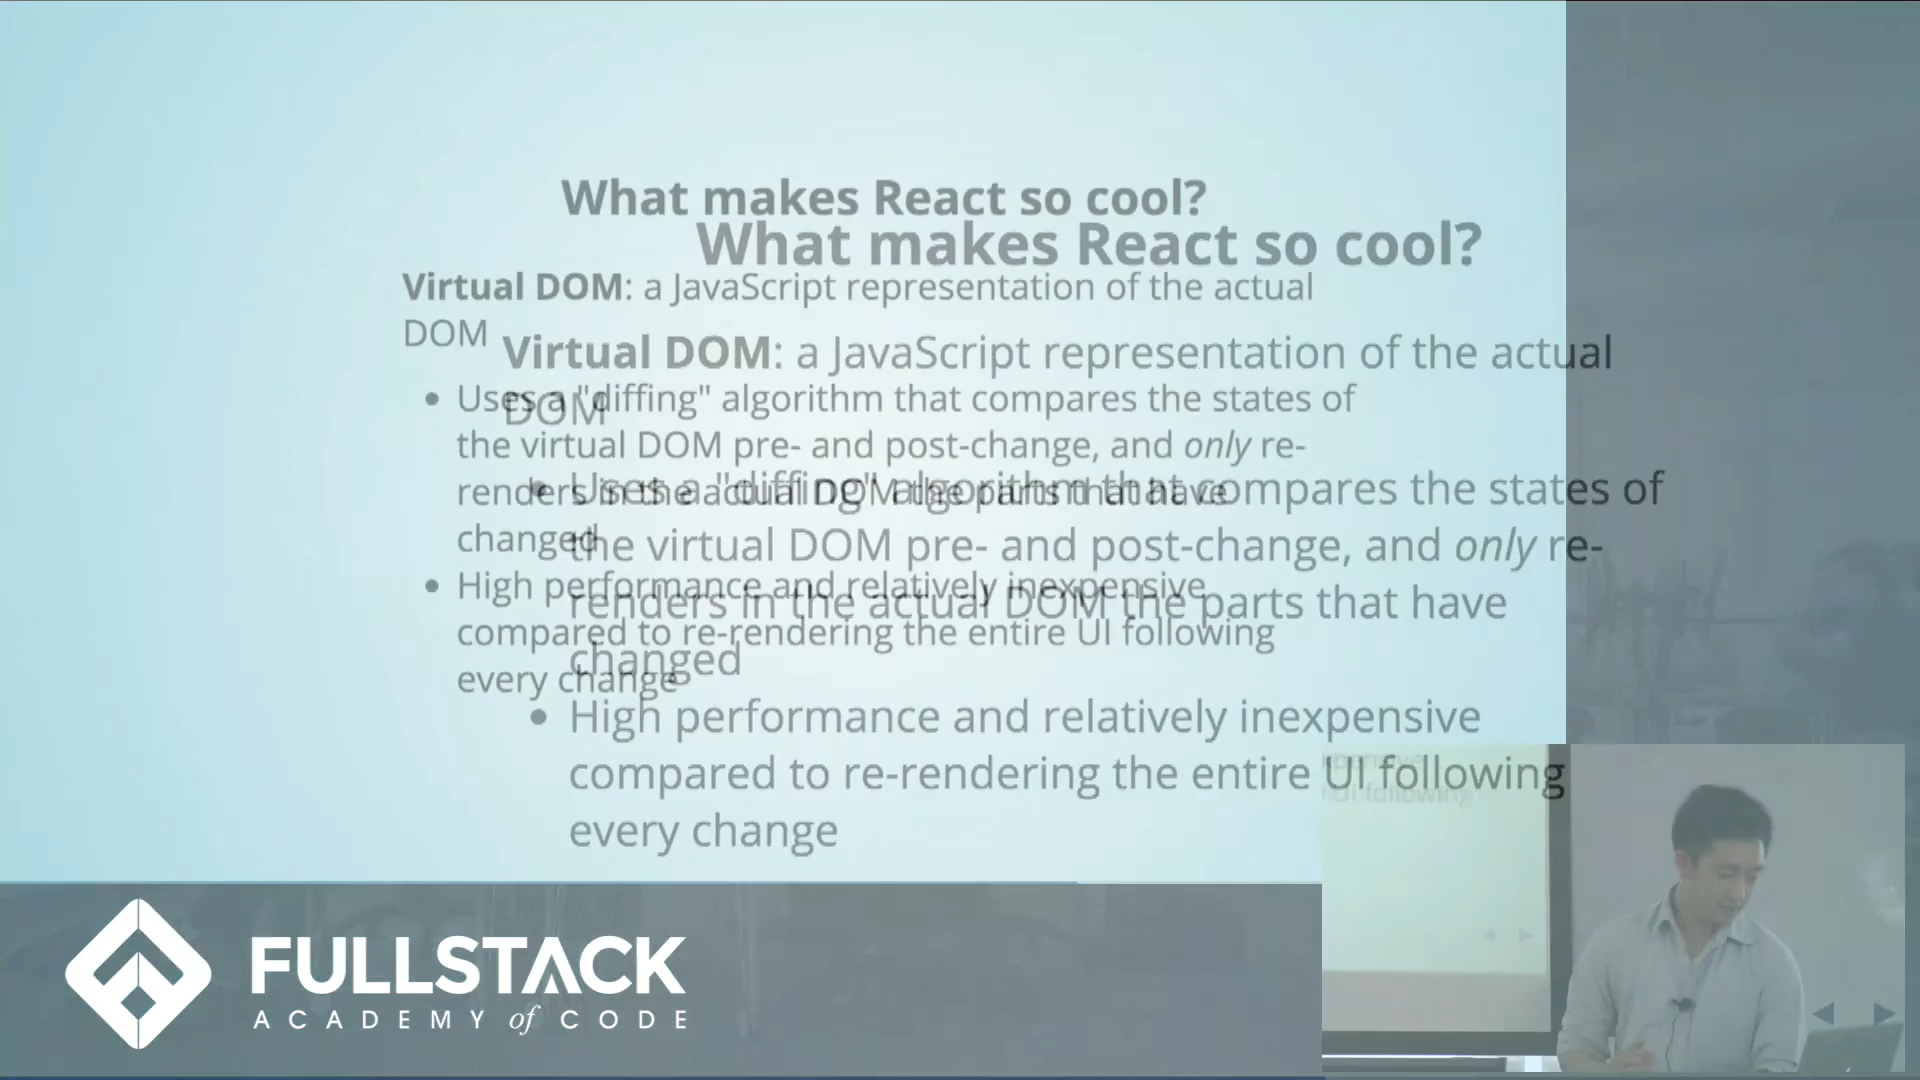 What makes React so cool?
Virtual DOM: a JavaScript representation of the actual
DOM
• Uses a "diffing" algorithm that compares the states of
the virtual DOM pre- and post-change, and only re-
renders in the actual DOM the parts that have
changed
• High performance and relatively inexpensive
compared to re-rendering the entire UI following
every change
What makes React so cool?
Virtual DOM: a JavaScript representation of the actual
DOM
• Uses a "diffing" algorithm that compares the states of
the virtual DOM pre- and post-change, and only re-
renders in the actual DOM the parts that have
changed
• High performance and relatively inexpensive
compared to re-rendering the entire UI following
every change
UI following
FULLSTACK
ACADEMY of CODE